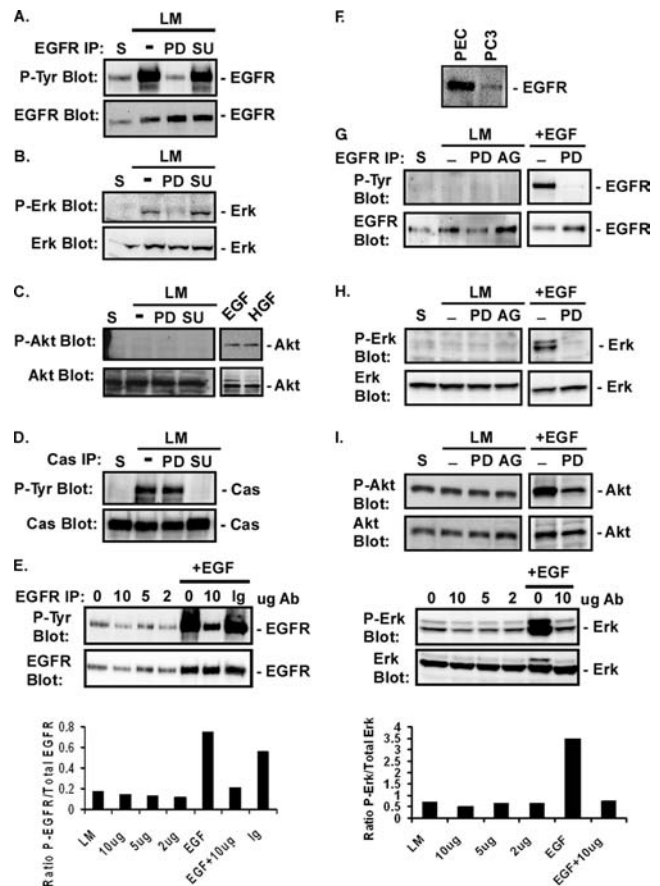 A.
LM
EGFR IP: S - PD SU
P-Tyr Blot: - EGFR
EGFR Blot: - EGFR
B.
LM
S - PD SU
P-Erk Blot: - Erk
Erk Blot: - Erk
C.
LM
S - PD SU EGF HGF
P-Akt Blot: -Akt
Akt Blot: -Akt
D.
LM
Cas IP: S - PD SU
P-Tyr Blot: - Cas
Cas Blot: - Cas
E.
+EGF
EGFR IP: 0 10 5 2 0 10 Ig ug Ab
P-Tyr
Blot: - EGFR
EGFR
Blot: - EGFR
Ratio P-EGFR/Total EGFR
0.8
0.6
0.4
0.2
0
LM 10ug 5ug 2ug EGF EGF+10ug Ig
F.
PEC PC3
- EGFR
G
LM +EGF
EGFR IP: S – PD AG – PD
P-Tyr
Blot: - EGFR
EGFR
Blot: - EGFR
H.
LM +EGF
S – PD AG – PD
P-Erk
Blot: - Erk
Erk
Blot: - Erk
I.
LM +EGF
S – PD AG – PD
P-Akt
Blot: -Akt
Akt
Blot: -Akt
+EGF
0 10 5 2 0 10 ug Ab
P-Erk
Blot: - Erk
Erk
Blot: - Erk
Ratio P-Erk/Total Erk
3.5
3
2.5
2
1.5
1
0.5
0
LM 10ug 5ug 2ug EGF EGF+10ug